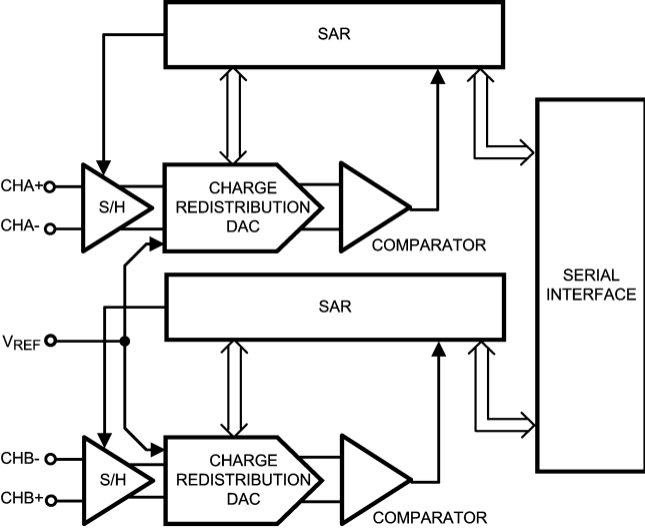 SAR
CHA+
CHA-
S/H
CHARGE
REDISTRIBUTION
DAC
COMPARATOR
SERIAL
INTERFACE
SAR
VREF
CHB-
CHB+
S/H
CHARGE
REDISTRIBUTION
DAC
COMPARATOR